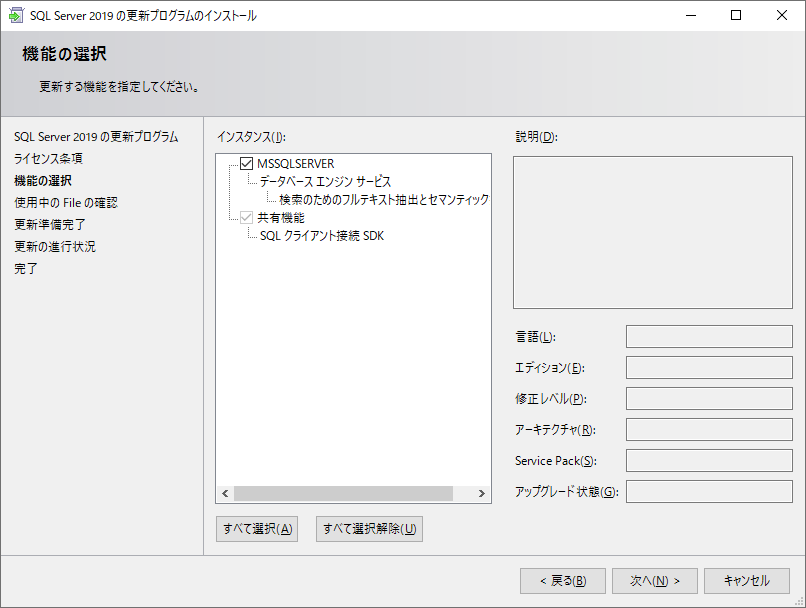 SQL Server 2019 の更新プログラムのインストール
機能の選択
更新する機能を指定してください。
SQL Server 2019 の更新プログラム
ライセンス条項
機能の選択
使用中の File の確認
更新準備完了
更新の進行状況
完了
インスタンス(I):
MSSQLSERVER
データベース エンジン サービス
検索のためのフルテキスト抽出とセマンティック
共有機能
SQL クライアント接続 SDK
すべて選択(A)
すべて選択解除(U)
説明(D):
言語(L):
エディション(E):
修正レベル(P):
アーキテクチャ(R):
Service Pack(S):
アップグレード状態(G):
< 戻る(B)
次へ(N) >
キャンセル